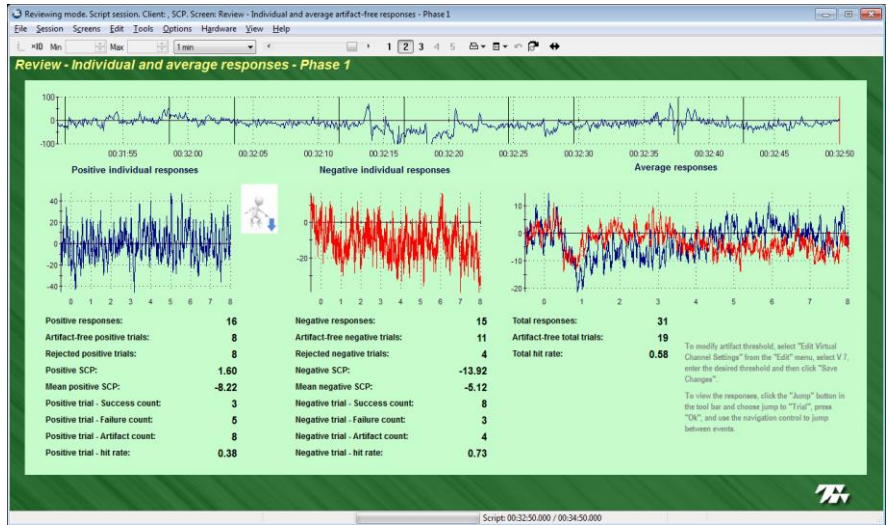 Reviewing mode. Script session. Client: , SCP. Screen: Review - Individual and average artifact-free responses - Phase 1
File Session Screens Edit Tools Options Hardware View Help
×10 Min Max 1 min 1 2 3 4 5
Review - Individual and average responses - Phase 1
100
0
-100
00:31:55 00:32:00 00:32:05 00:32:10 00:32:15 00:32:20 00:32:25 00:32:30 00:32:35 00:32:40 00:32:45 00:32:50
Positive individual responses Negative individual responses Average responses
40
20
0
-20
-40
0 1 2 3 4 5 6 7 8
0
-20
0 1 2 3 4 5 6 7 8
10
0
-10
-20
0 1 2 3 4 5 6 7 8
Positive responses: 16
Artifact-free positive trials: 8
Rejected positive trials: 8
Positive SCP: 1.60
Mean positive SCP: -8.22
Positive trial - Success count: 3
Positive trial - Failure count: 5
Positive trial - Artifact count: 8
Positive trial - hit rate: 0.38
Negative responses: 15
Artifact-free negative trials: 11
Rejected negative trials: 4
Negative SCP: -13.92
Mean negative SCP: -5.12
Negative trial - Success count: 8
Negative trial - Failure count: 3
Negative trial - Artifact count: 4
Negative trial - hit rate: 0.73
Total responses: 31
Artifact-free total trials: 19
Total hit rate: 0.58
To modify artifact threshold, select "Edit Virtual
Channel Settings" from the "Edit" menu, select V 7,
enter the desired threshold and then click "Save
Changes".
To view the responses, click the "Jump" button in
the tool bar and choose jump to "Trial", press
"Ok", and use the navigation control to jump
between events.
Script: 00:32:50.000 / 00:34:50.000